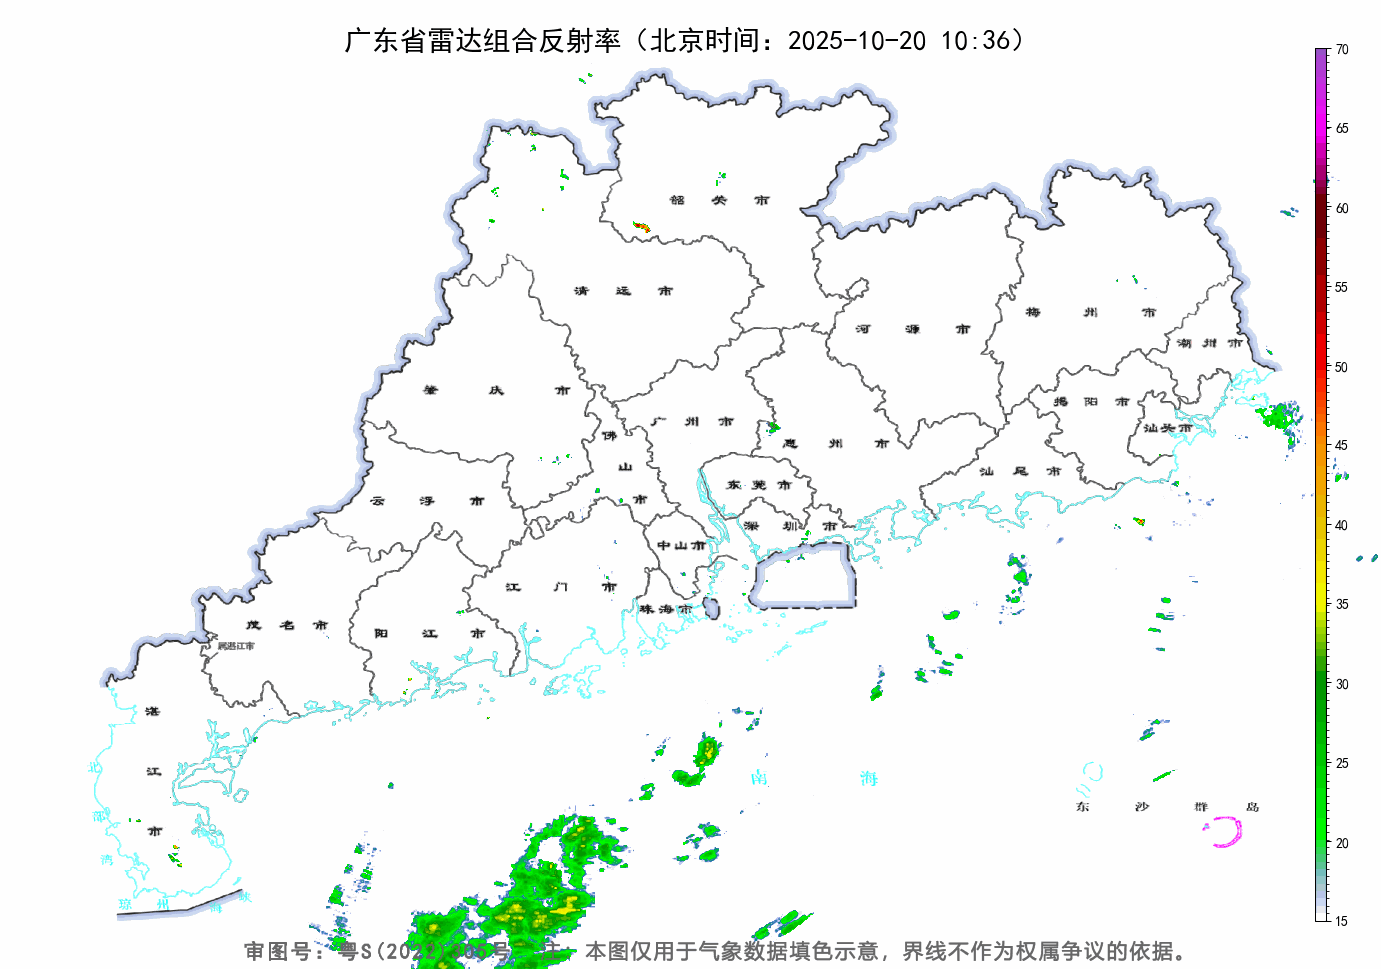 广东省雷达组合反射率（北京时间：2025-10-20 10:36）
70
65
60
55
50
45
40
35
30
25
20
15
韶关市
清远市
河源市
梅州市
潮州市
肇庆市
广州市
揭阳市
汕头市
佛山市
惠州市
汕尾市
东莞市
云浮市
深圳市
中山市
江门市
珠海市
茂名市
阳江市
属湛江市
湛江市
北部湾
南海
东沙群岛
琼州海峡
审图号：粤S(2022)
注：本图仅用于气象数据填色示意，界线不作为权属争议的依据。